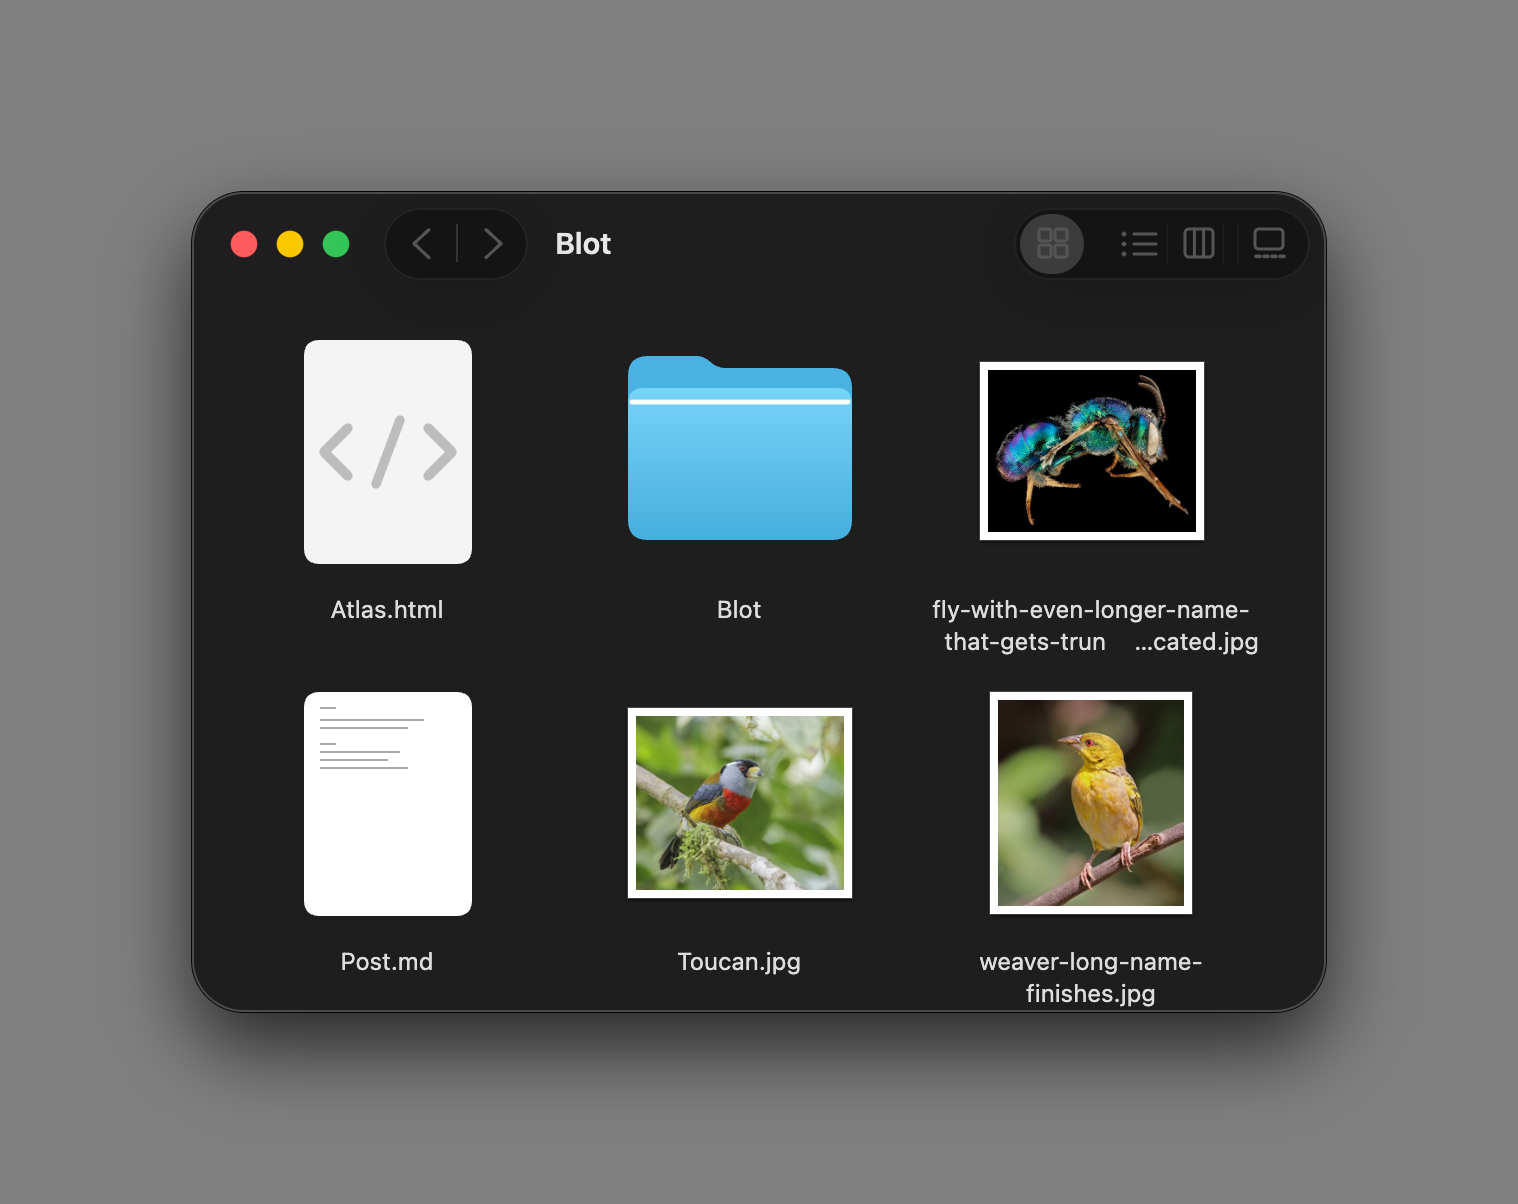 Blot
Atlas.html
Blot
fly-with-even-longer-name-
that-gets-trun ...cated.jpg
Post.md
Toucan.jpg
weaver-long-name-
finishes.jpg